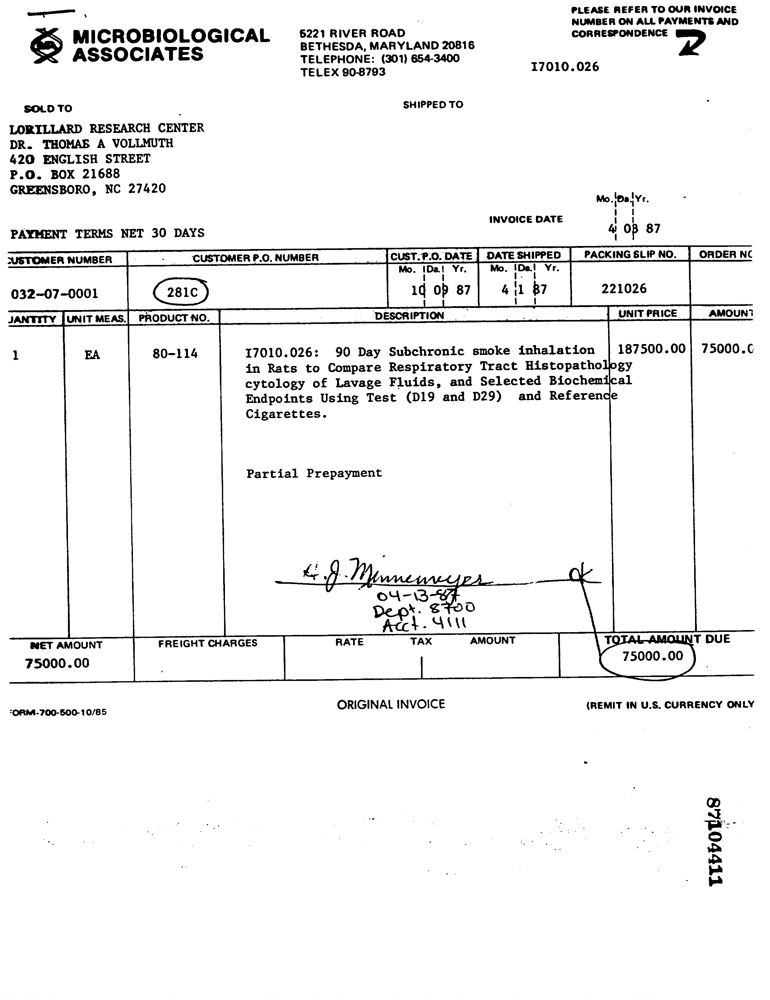 PLEASE REFER TO OUR INVOICE
NUMBER ON ALL PAYMENTS AND
CORRESPONDENCE
MICROBIOLOGICAL
ASSOCIATES
5221 RIVER ROAD
BETHESDA, MARYLAND 20816
TELEPHONE: (301) 654-3400
TELEX 90-8793
I7010.026
SOLD TO
SHIPPED TO
LORILLARD RESEARCH CENTER
DR. THOMAS A VOLLMUTH
420 ENGLISH STREET
P.O. BOX 21688
GREENSBORO, NC 27420
Mo. Da. Yr.
INVOICE DATE
4 03 87
PAYMENT TERMS NET 30 DAYS
CUSTOMER NUMBER CUSTOMER P.O. NUMBER CUST. P.O. DATE DATE SHIPPED PACKING SLIP NO. ORDER NO
Mo. Da. Yr. Mo. Da. Yr.
032-07-0001 281C 10 09 87 4 1 87 221026
UANTITY UNIT MEAS. PRODUCT NO. DESCRIPTION UNIT PRICE AMOUNT
1 EA 80-114 I7010.026: 90 Day Subchronic smoke inhalation 187500.00 75000.0
in Rats to Compare Respiratory Tract Histopathology
cytology of Lavage Fluids, and Selected Biochemical
Endpoints Using Test (D19 and D29) and Reference
Cigarettes.
Partial Prepayment
H. J. Minnemeyer ok
04-13-87
Dept. 8700
Acct. 4111
NET AMOUNT FREIGHT CHARGES RATE TAX AMOUNT TOTAL AMOUNT DUE
75000.00 75000.00
FORM-700-500-10/85
ORIGINAL INVOICE
(REMIT IN U.S. CURRENCY ONLY
87104411